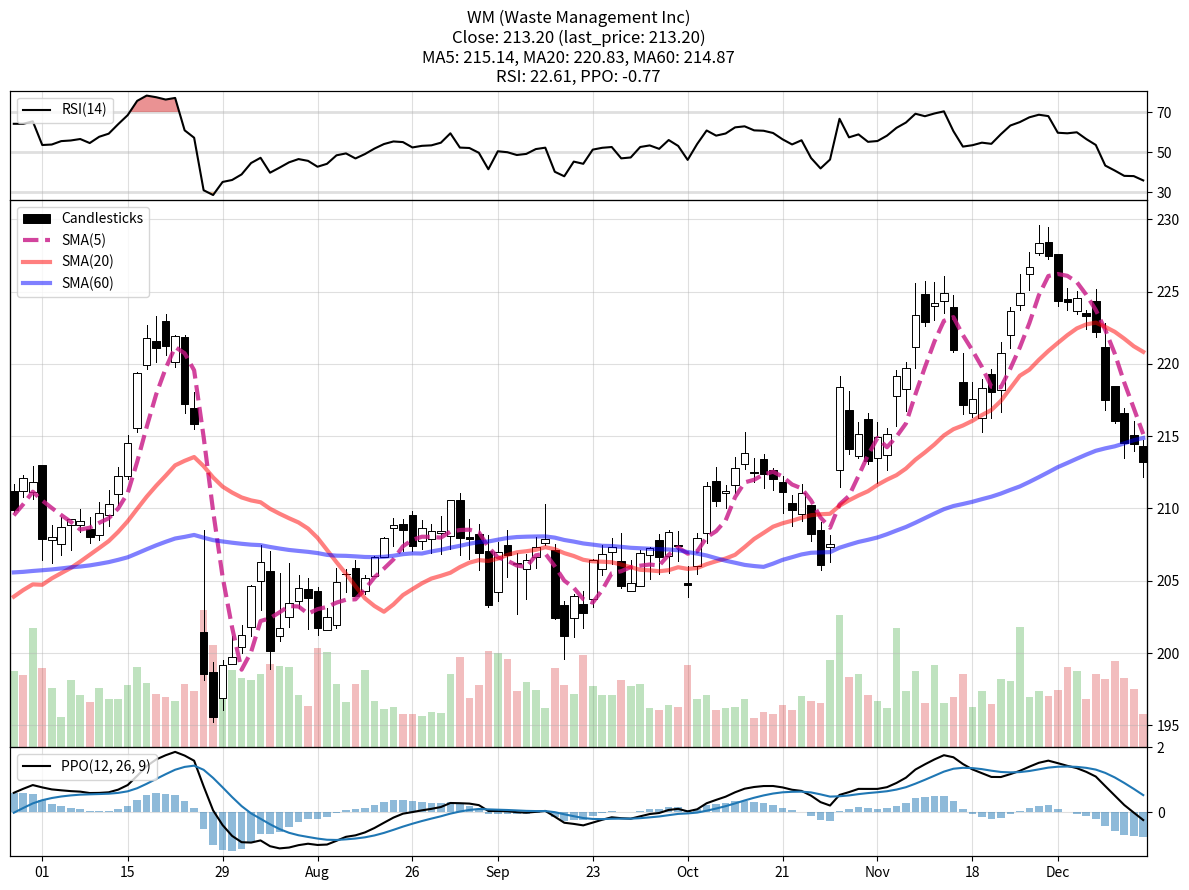 WM (Waste Management Inc)
Close: 213.20 (last_price: 213.20)
MA5: 215.14, MA20: 220.83, MA60: 214.87
RSI: 22.61, PPO: -0.77
RSI(14)
70
50
30
Candlesticks
SMA(5)
SMA(20)
SMA(60)
230
225
220
215
210
205
200
195
PPO(12, 26, 9)
2
0
01 15 29 Aug 26 Sep 23 Oct 21 Nov 18 Dec